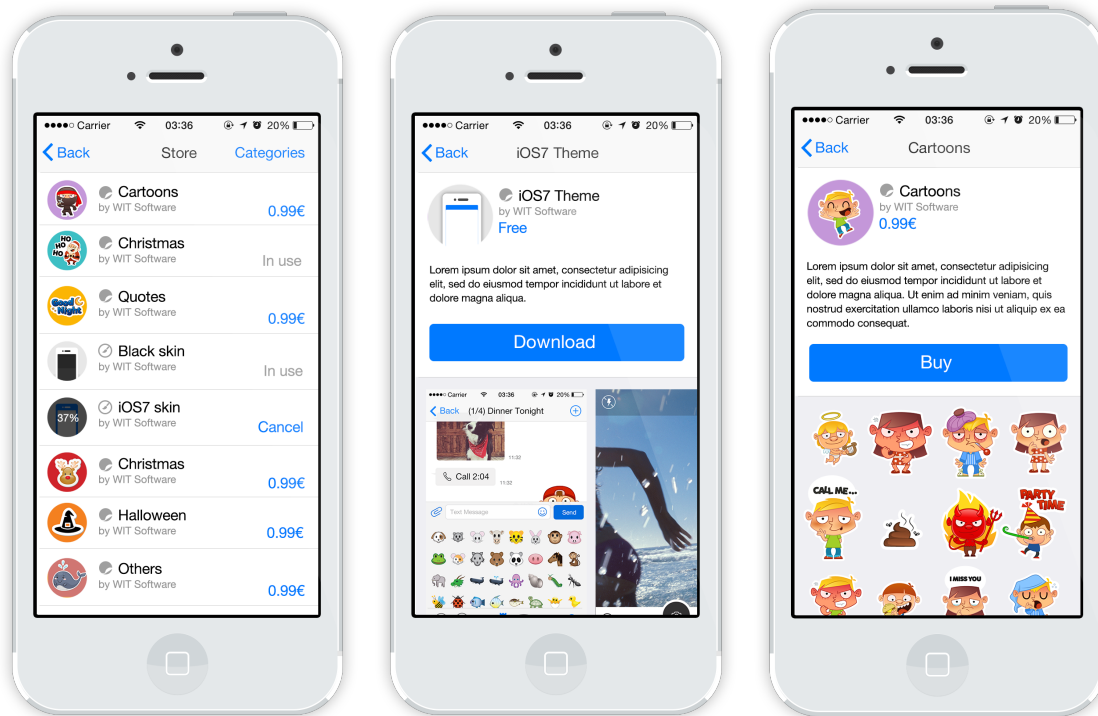 Carrier 03:36 20%
Back Store Categories
Cartoons
by WIT Software
0.99€
HO HO HO
Christmas
by WIT Software
In use
Good Night
Quotes
by WIT Software
0.99€
Black skin
by WIT Software
In use
37%
iOS7 skin
by WIT Software
Cancel
Christmas
by WIT Software
0.99€
Halloween
by WIT Software
0.99€
Others
by WIT Software
0.99€
Carrier 03:36 20%
Back iOS7 Theme
iOS7 Theme
by WIT Software
Free
Lorem ipsum dolor sit amet, consectetur adipisicing
elit, sed do eiusmod tempor incididunt ut labore et
dolore magna aliqua.
Download
Carrier 03:36 20%
Back (1/4) Dinner Tonight
11:32
Call 2:04
11:32
Text Message Send
Carrier 03:36 20%
Back Cartoons
Cartoons
by WIT Software
0.99€
Lorem ipsum dolor sit amet, consectetur adipisicing
elit, sed do eiusmod tempor incididunt ut labore et
dolore magna aliqua. Ut enim ad minim veniam, quis
nostrud exercitation ullamco laboris nisi ut aliquip ex ea
commodo consequat.
Buy
CALL ME...
PARTY
TIME
I MISS YOU